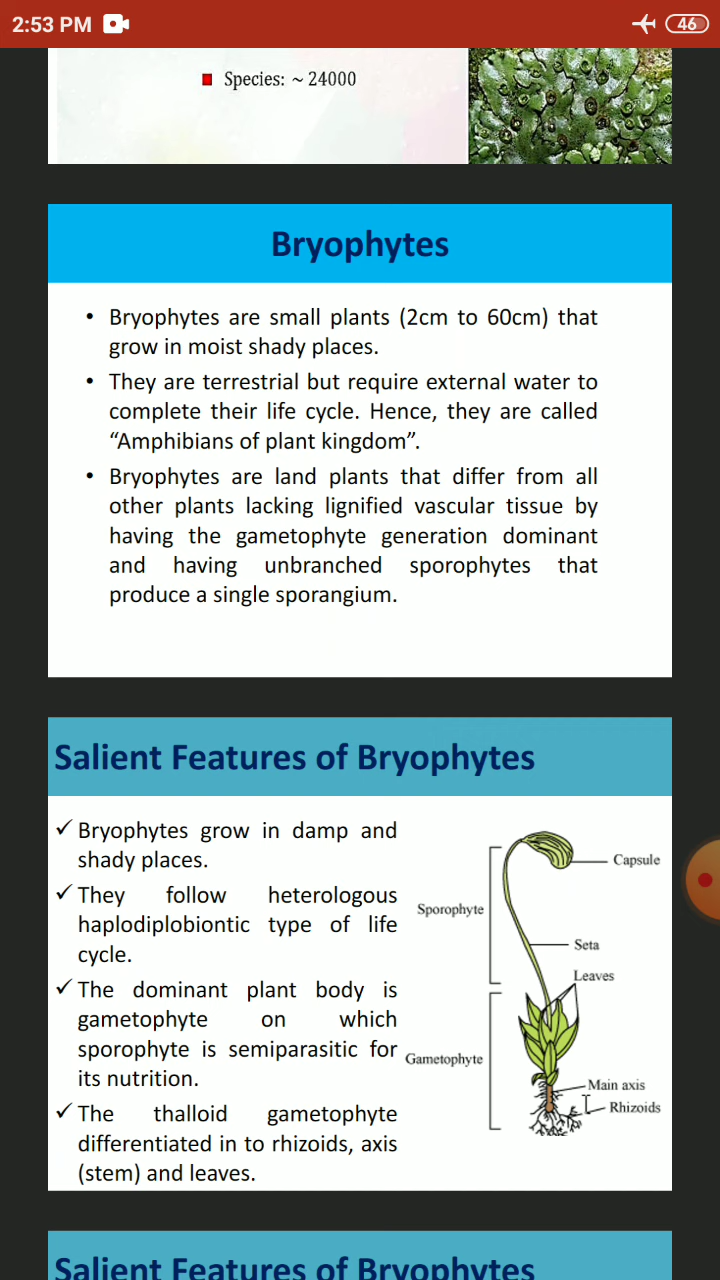 2:53 PM
46
Species: ~ 24000
Bryophytes
• Bryophytes are small plants (2cm to 60cm) that
grow in moist shady places.
• They are terrestrial but require external water to
complete their life cycle. Hence, they are called
“Amphibians of plant kingdom”.
• Bryophytes are land plants that differ from all
other plants lacking lignified vascular tissue by
having the gametophyte generation dominant
and having unbranched sporophytes that
produce a single sporangium.
Salient Features of Bryophytes
✓ Bryophytes grow in damp and
shady places.
✓ They follow heterologous
haplodiplobiontic type of life
cycle.
✓ The dominant plant body is
gametophyte on which
sporophyte is semiparasitic for
its nutrition.
✓ The thalloid gametophyte
differentiated in to rhizoids, axis
(stem) and leaves.
Capsule
Sporophyte
Seta
Leaves
Gametophyte
Main axis
Rhizoids
Salient Features of Bryophytes